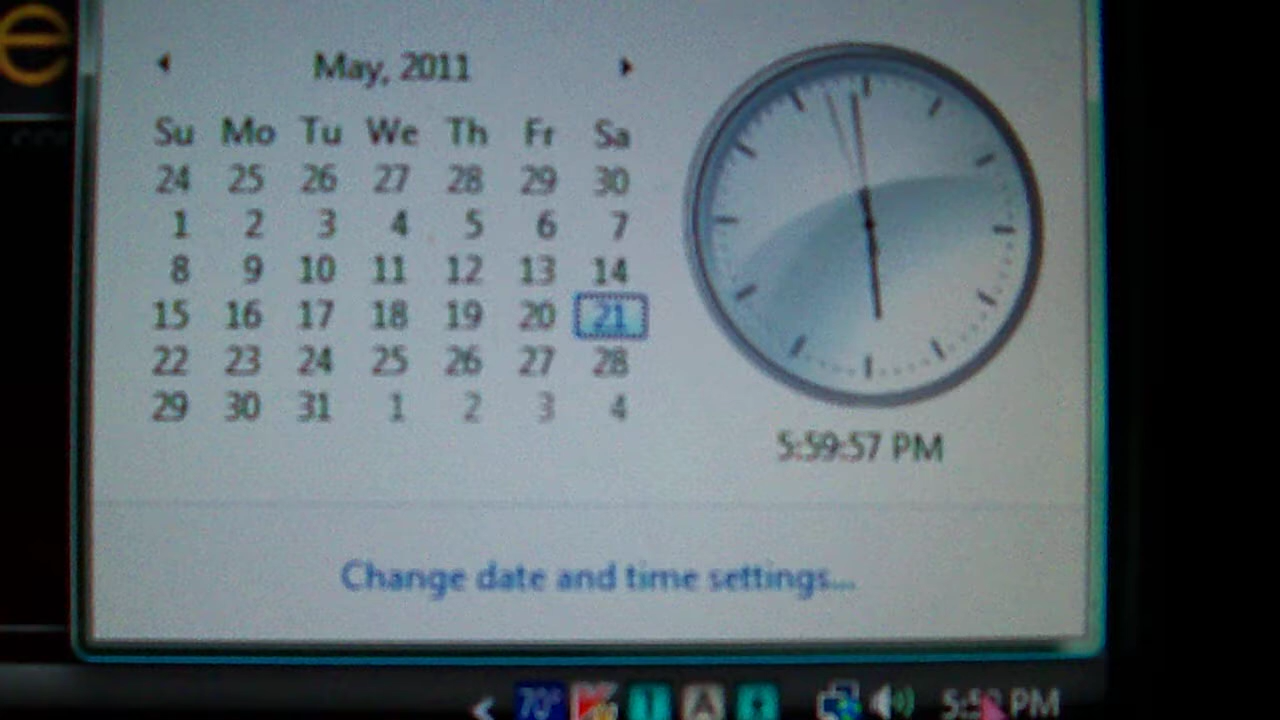 e
May, 2011
Su Mo Tu We Th Fr Sa
24 25 26 27 28 29 30
1 2 3 4 5 6 7
8 9 10 11 12 13 14
15 16 17 18 19 20 21
22 23 24 25 26 27 28
29 30 31 1 2 3 4
5:59:57 PM
Change date and time settings...
70° A PM